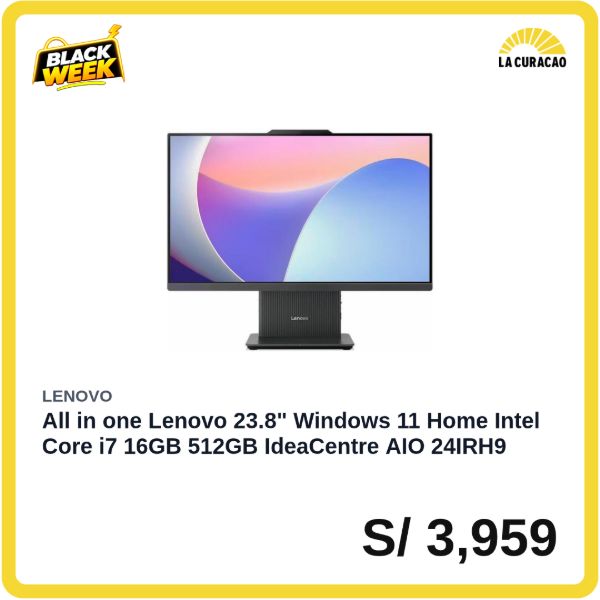 BLACK
WEEK
LA CURACAO
Lenovo
LENOVO
All in one Lenovo 23.8" Windows 11 Home Intel
Core i7 16GB 512GB IdeaCentre AIO 24IRH9
S/ 3,959